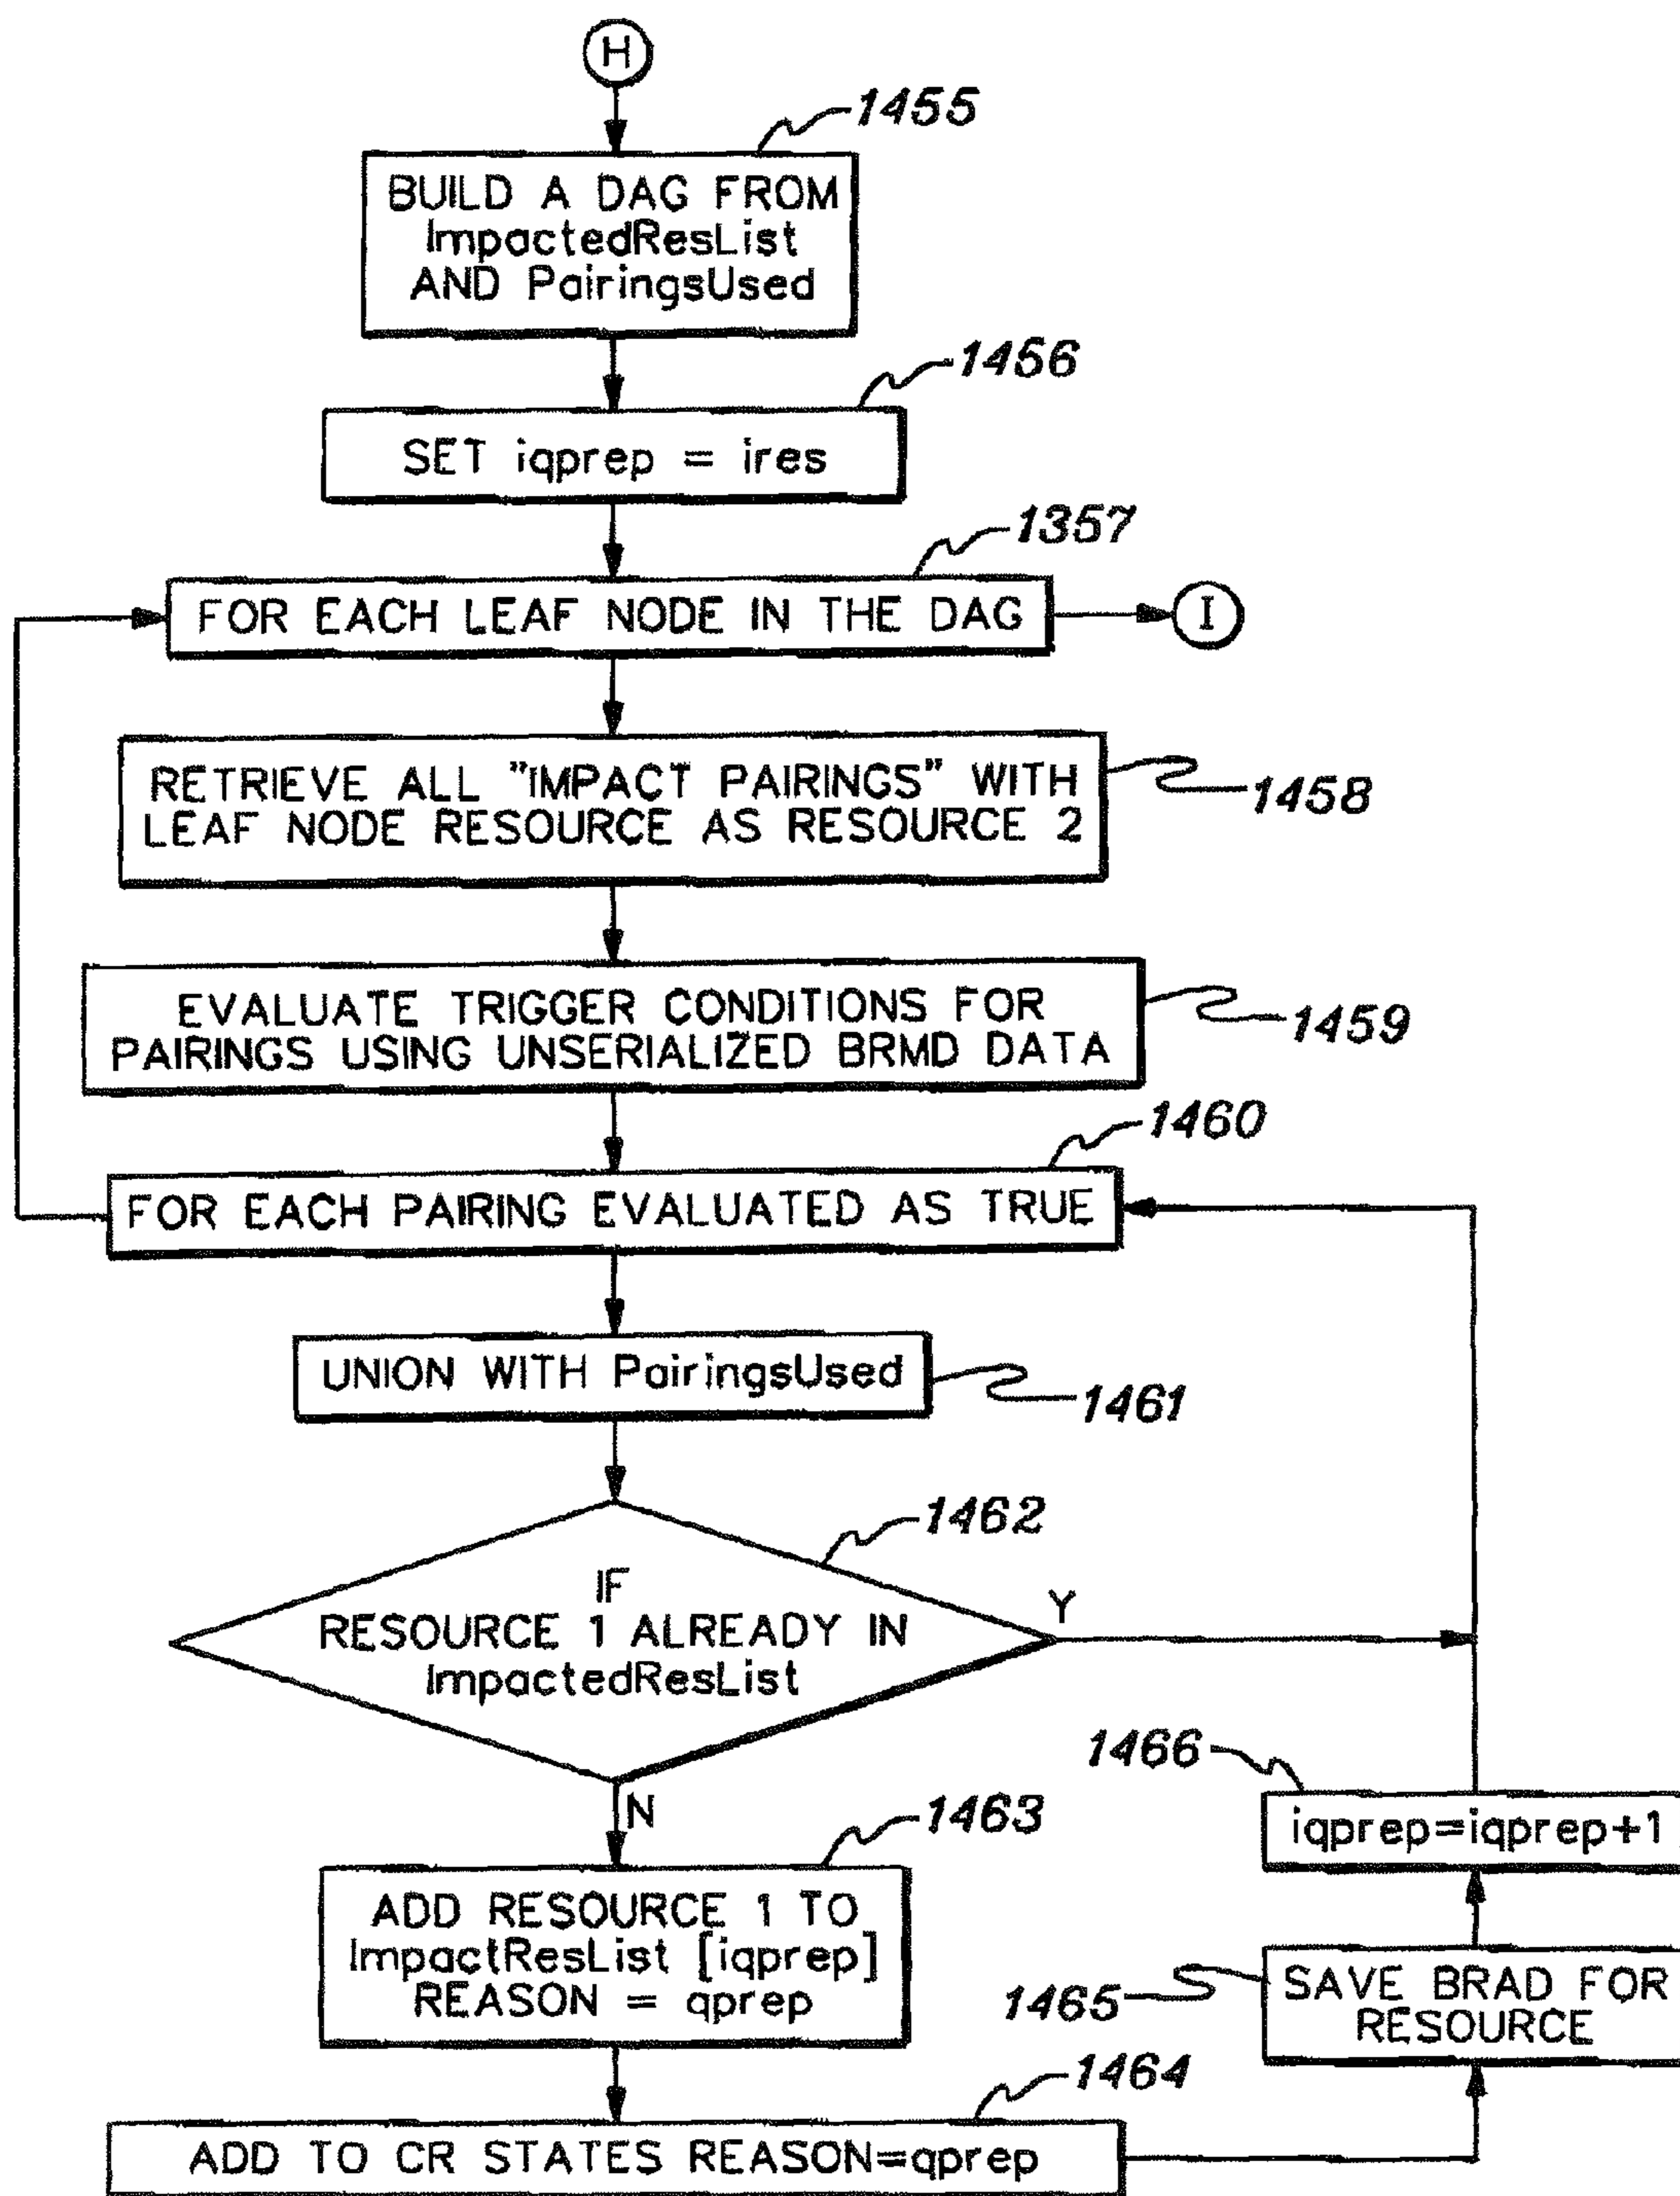 H
1455
BUILD A DAG FROM
ImpactedResList
AND PairingsUsed
1456
SET iqprep = ires
1357
FOR EACH LEAF NODE IN THE DAG
I
RETRIEVE ALL "IMPACT PAIRINGS" WITH
LEAF NODE RESOURCE AS RESOURCE 2
1458
EVALUATE TRIGGER CONDITIONS FOR
PAIRINGS USING UNSERIALIZED BRMD DATA
1459
1460
FOR EACH PAIRING EVALUATED AS TRUE
UNION WITH PairingsUsed
1461
1462
IF
RESOURCE 1 ALREADY IN
ImpactedResList
Y
N
1463
ADD RESOURCE 1 TO
ImpactResList [iqprep]
REASON = qprep
1464
ADD TO CR STATES REASON=qprep
1465
SAVE BRAD FOR
RESOURCE
1466
iqprep=iqprep+1